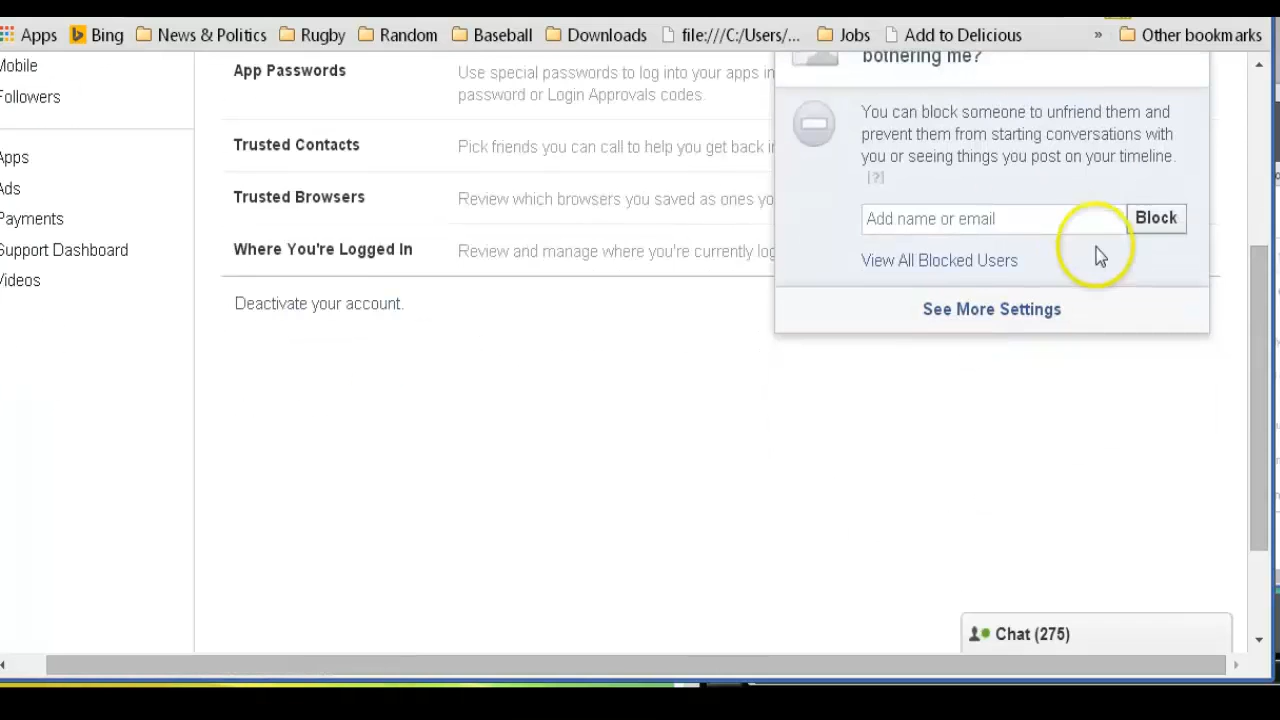 Apps Bing News & Politics Rugby Random Baseball Downloads file:///C:/Users/... Jobs Add to Delicious » Other bookmarks
Mobile
Followers
Apps
Ads
Payments
Support Dashboard
Videos
App Passwords
Use special passwords to log into your apps in
password or Login Approvals codes.
Trusted Contacts
Pick friends you can call to help you get back in
Trusted Browsers
Review which browsers you saved as ones yo
Where You're Logged In
Review and manage where you're currently log
Deactivate your account.
bothering me?
You can block someone to unfriend them and
prevent them from starting conversations with
you or seeing things you post on your timeline.
[?]
Add name or email Block
View All Blocked Users
See More Settings
Chat (275)